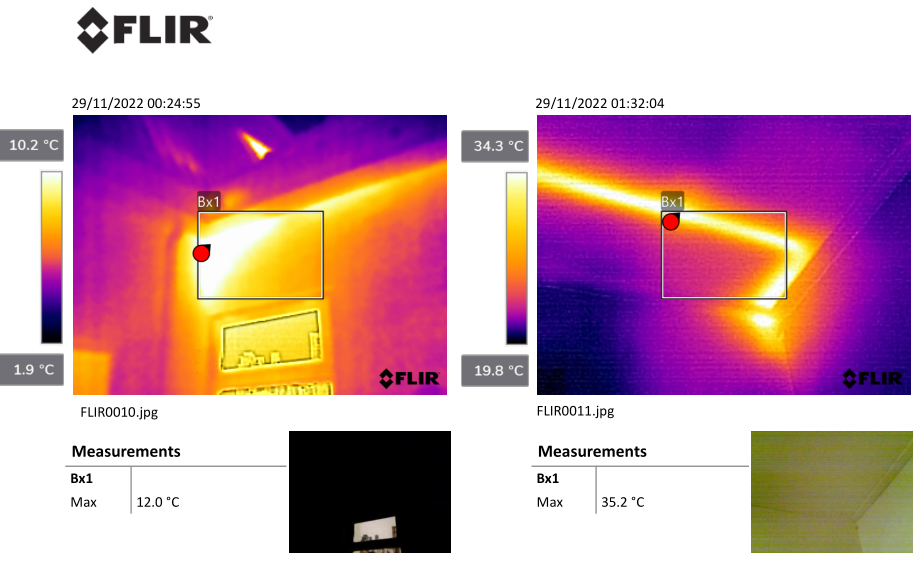 FLIR®
29/11/2022 00:24:55
10.2 °C
Bx1
1.9 °C
FLIR
FLIR0010.jpg
Measurements
Bx1
Max 12.0 °C
29/11/2022 01:32:04
34.3 °C
Bx1
19.8 °C
FLIR
FLIR0011.jpg
Measurements
Bx1
Max 35.2 °C